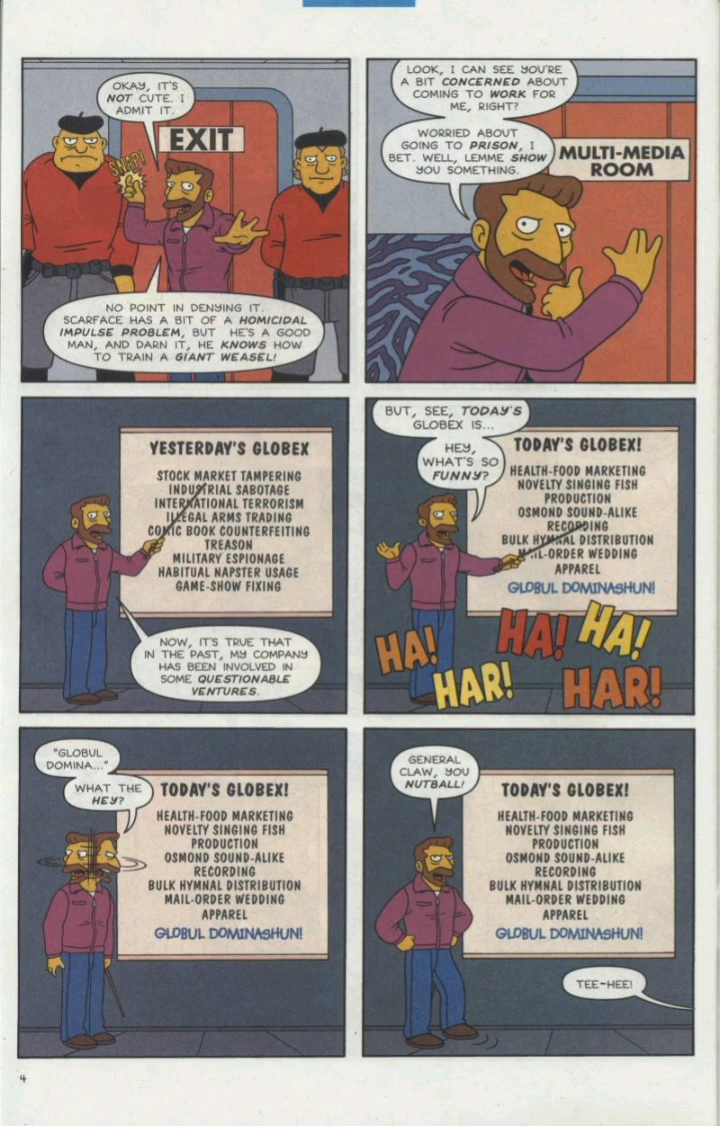 OKAY, IT'S
NOT CUTE. I
ADMIT IT.
EXIT
SNAP!
NO POINT IN DENYING IT.
SCARFACE HAS A BIT OF A HOMICIDAL
IMPULSE PROBLEM, BUT HE'S A GOOD
MAN, AND DARN IT, HE KNOWS HOW
TO TRAIN A GIANT WEASEL!
LOOK, I CAN SEE YOU'RE
A BIT CONCERNED ABOUT
COMING TO WORK FOR
ME, RIGHT?
WORRIED ABOUT
GOING TO PRISON, I
BET. WELL, LEMME SHOW
YOU SOMETHING.
MULTI-MEDIA
ROOM
YESTERDAY'S GLOBEX
STOCK MARKET TAMPERING
INDUSTRIAL SABOTAGE
INTERNATIONAL TERRORISM
ILLEGAL ARMS TRADING
COMIC BOOK COUNTERFEITING
TREASON
MILITARY ESPIONAGE
HABITUAL NAPSTER USAGE
GAME-SHOW FIXING
NOW, IT'S TRUE THAT
IN THE PAST, MY COMPANY
HAS BEEN INVOLVED IN
SOME QUESTIONABLE
VENTURES.
BUT, SEE, TODAY'S
GLOBEX IS...
HEY,
WHAT'S SO
FUNNY?
TODAY'S GLOBEX!
HEALTH-FOOD MARKETING
NOVELTY SINGING FISH
PRODUCTION
OSMOND SOUND-ALIKE
RECORDING
BULK HYMNAL DISTRIBUTION
MAIL-ORDER WEDDING
APPAREL
GLOBUL DOMINASHUN!
HA!
HAR!
HA!
HA!
HAR!
"GLOBUL
DOMINA..."
WHAT THE
HEY?
TODAY'S GLOBEX!
HEALTH-FOOD MARKETING
NOVELTY SINGING FISH
PRODUCTION
OSMOND SOUND-ALIKE
RECORDING
BULK HYMNAL DISTRIBUTION
MAIL-ORDER WEDDING
APPAREL
GLOBUL DOMINASHUN!
GENERAL
CLAW, YOU
NUTBALL!
TODAY'S GLOBEX!
HEALTH-FOOD MARKETING
NOVELTY SINGING FISH
PRODUCTION
OSMOND SOUND-ALIKE
RECORDING
BULK HYMNAL DISTRIBUTION
MAIL-ORDER WEDDING
APPAREL
GLOBUL DOMINASHUN!
TEE-HEE!
4